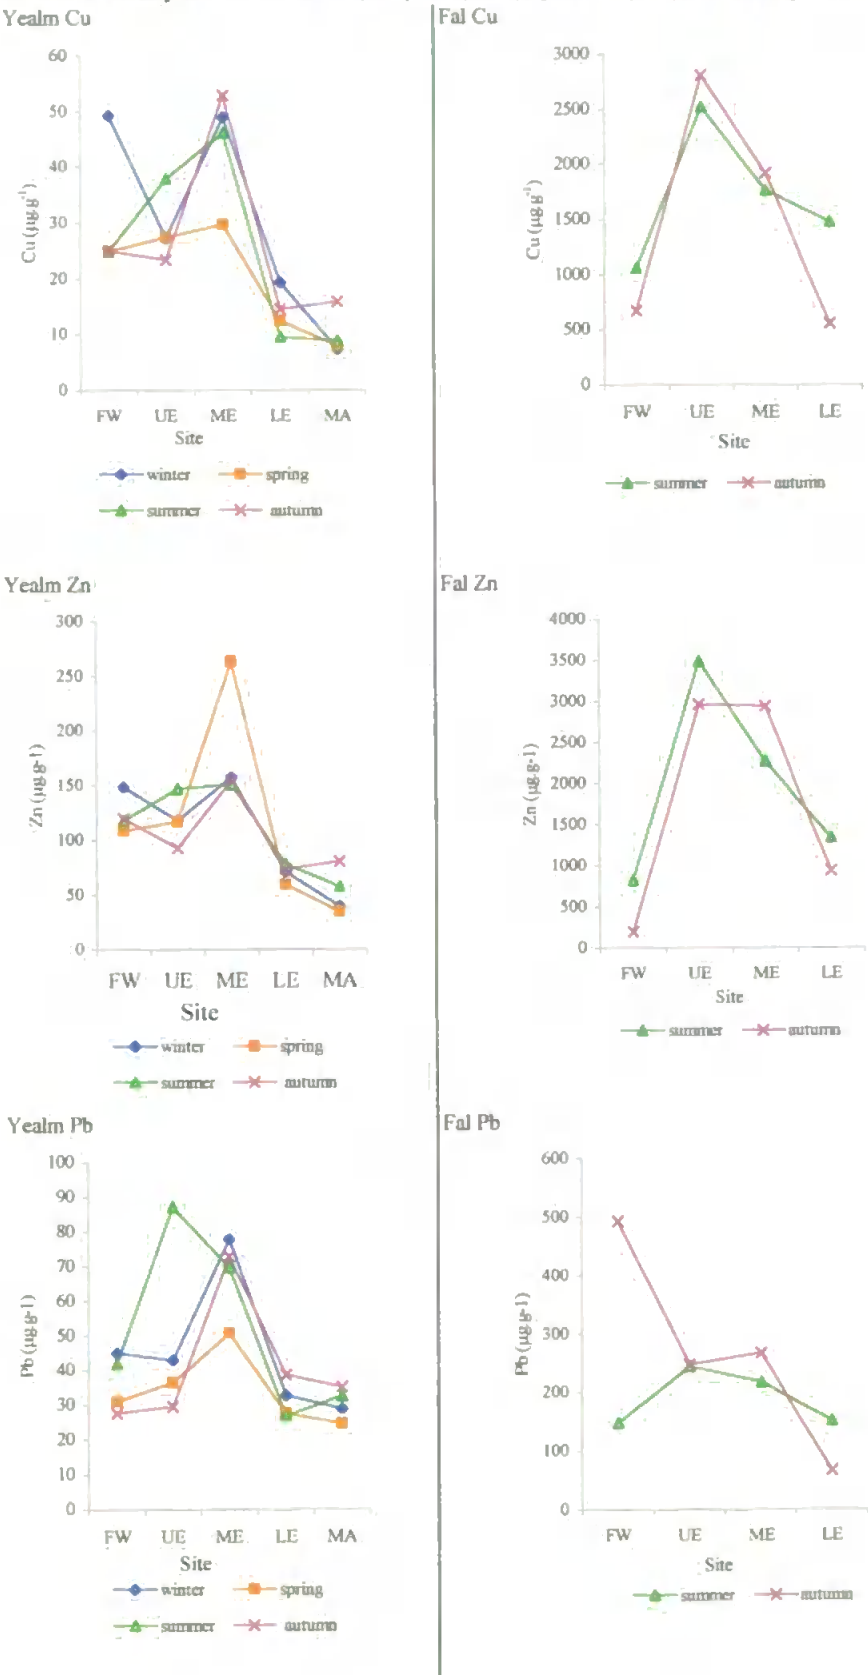 Yealm Cu
60
50
40
30
20
10
0
Cu (µg g⁻¹)
FW UE ME LE MA
Site
winter spring
summer autumn
Fal Cu
3000
2500
2000
1500
1000
500
0
Cu (µg g⁻¹)
FW UE ME LE
Site
summer autumn
Yealm Zn
300
250
200
150
100
50
0
Zn (µg g-1)
FW UE ME LE MA
Site
winter spring
summer autumn
Fal Zn
4000
3500
3000
2500
2000
1500
1000
500
0
Zn (µg g-1)
FW UE ME LE
Site
summer autumn
Yealm Pb
100
90
80
70
60
50
40
30
20
10
0
Pb (µg g-1)
FW UE ME LE MA
Site
winter spring
summer autumn
Fal Pb
600
500
400
300
200
100
0
Pb (µg g-1)
FW UE ME LE
Site
summer autumn